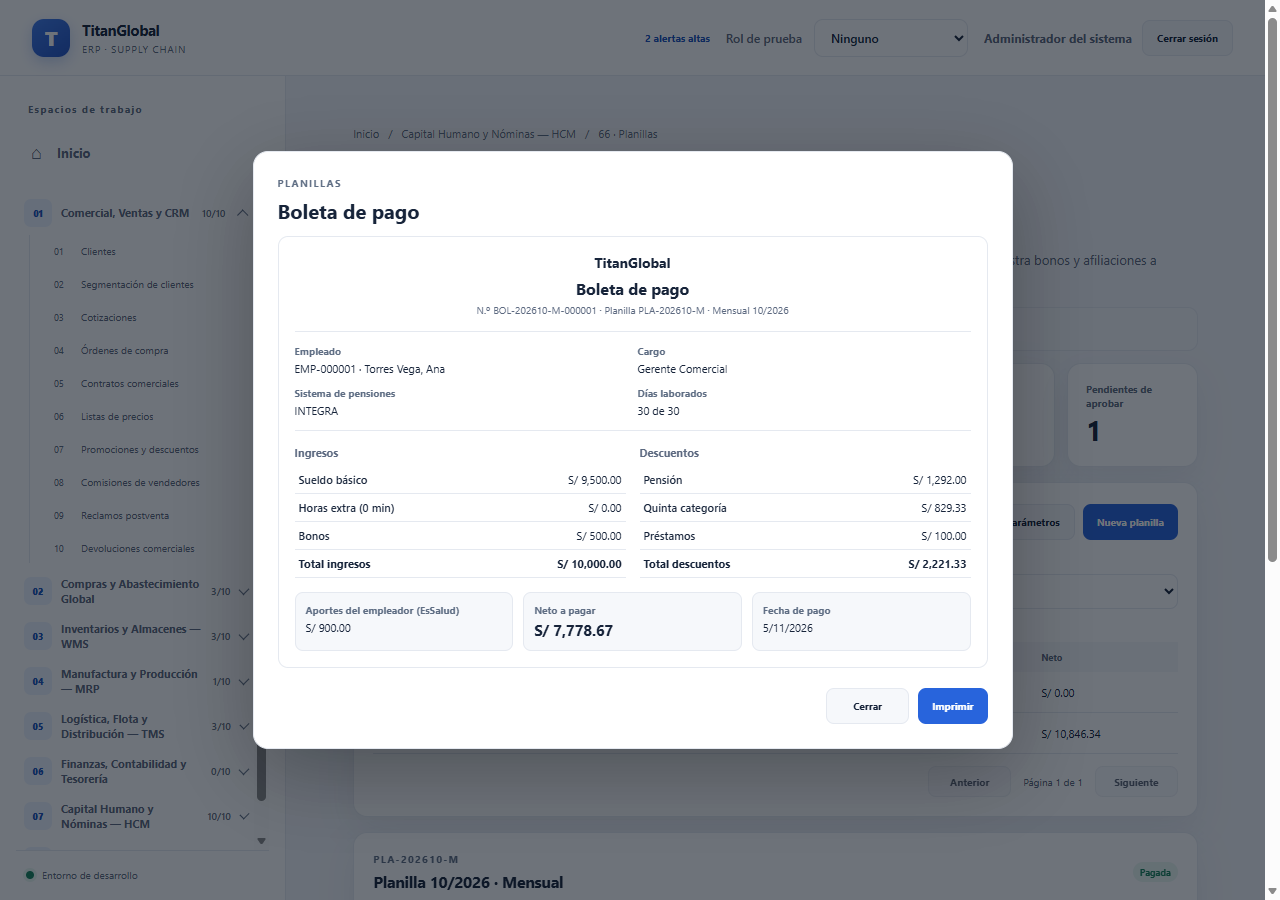 T
TitanGlobal
ERP · SUPPLY CHAIN
2 alertas altas
Rol de prueba
Ninguno
Administrador del sistema
Cerrar sesión
Espacios de trabajo
Inicio
01 Comercial, Ventas y CRM 10/10
01 Clientes
02 Segmentación de clientes
03 Cotizaciones
04 Órdenes de compra
05 Contratos comerciales
06 Listas de precios
07 Promociones y descuentos
08 Comisiones de vendedores
09 Reclamos postventa
10 Devoluciones comerciales
02 Compras y Abastecimiento Global 3/10
03 Inventarios y Almacenes — WMS 3/10
04 Manufactura y Producción — MRP 1/10
05 Logística, Flota y Distribución — TMS 3/10
06 Finanzas, Contabilidad y Tesorería 0/10
07 Capital Humano y Nóminas — HCM 10/10
Entorno de desarrollo
Inicio / Capital Humano y Nóminas — HCM / 66 · Planillas
PLANILLAS
Boleta de pago
TitanGlobal
Boleta de pago
N.º BOL-202610-M-000001 · Planilla PLA-202610-M · Mensual 10/2026
Empleado
EMP-000001 · Torres Vega, Ana
Cargo
Gerente Comercial
Sistema de pensiones
INTEGRA
Días laborados
30 de 30
Ingresos
Sueldo básico S/ 9,500.00
Horas extra (0 min) S/ 0.00
Bonos S/ 500.00
Total ingresos S/ 10,000.00
Descuentos
Pensión S/ 1,292.00
Quinta categoría S/ 829.33
Préstamos S/ 100.00
Total descuentos S/ 2,221.33
Aportes del empleador (EsSalud)
S/ 900.00
Neto a pagar
S/ 7,778.67
Fecha de pago
5/11/2026
Cerrar
Imprimir
bonos y afiliaciones a
Pendientes de
aprobar
1
Nueva planilla
Neto
S/ 0.00
S/ 10,846.34
Anterior
Página 1 de 1
Siguiente
PLA-202610-M
Planilla 10/2026 · Mensual
Pagada